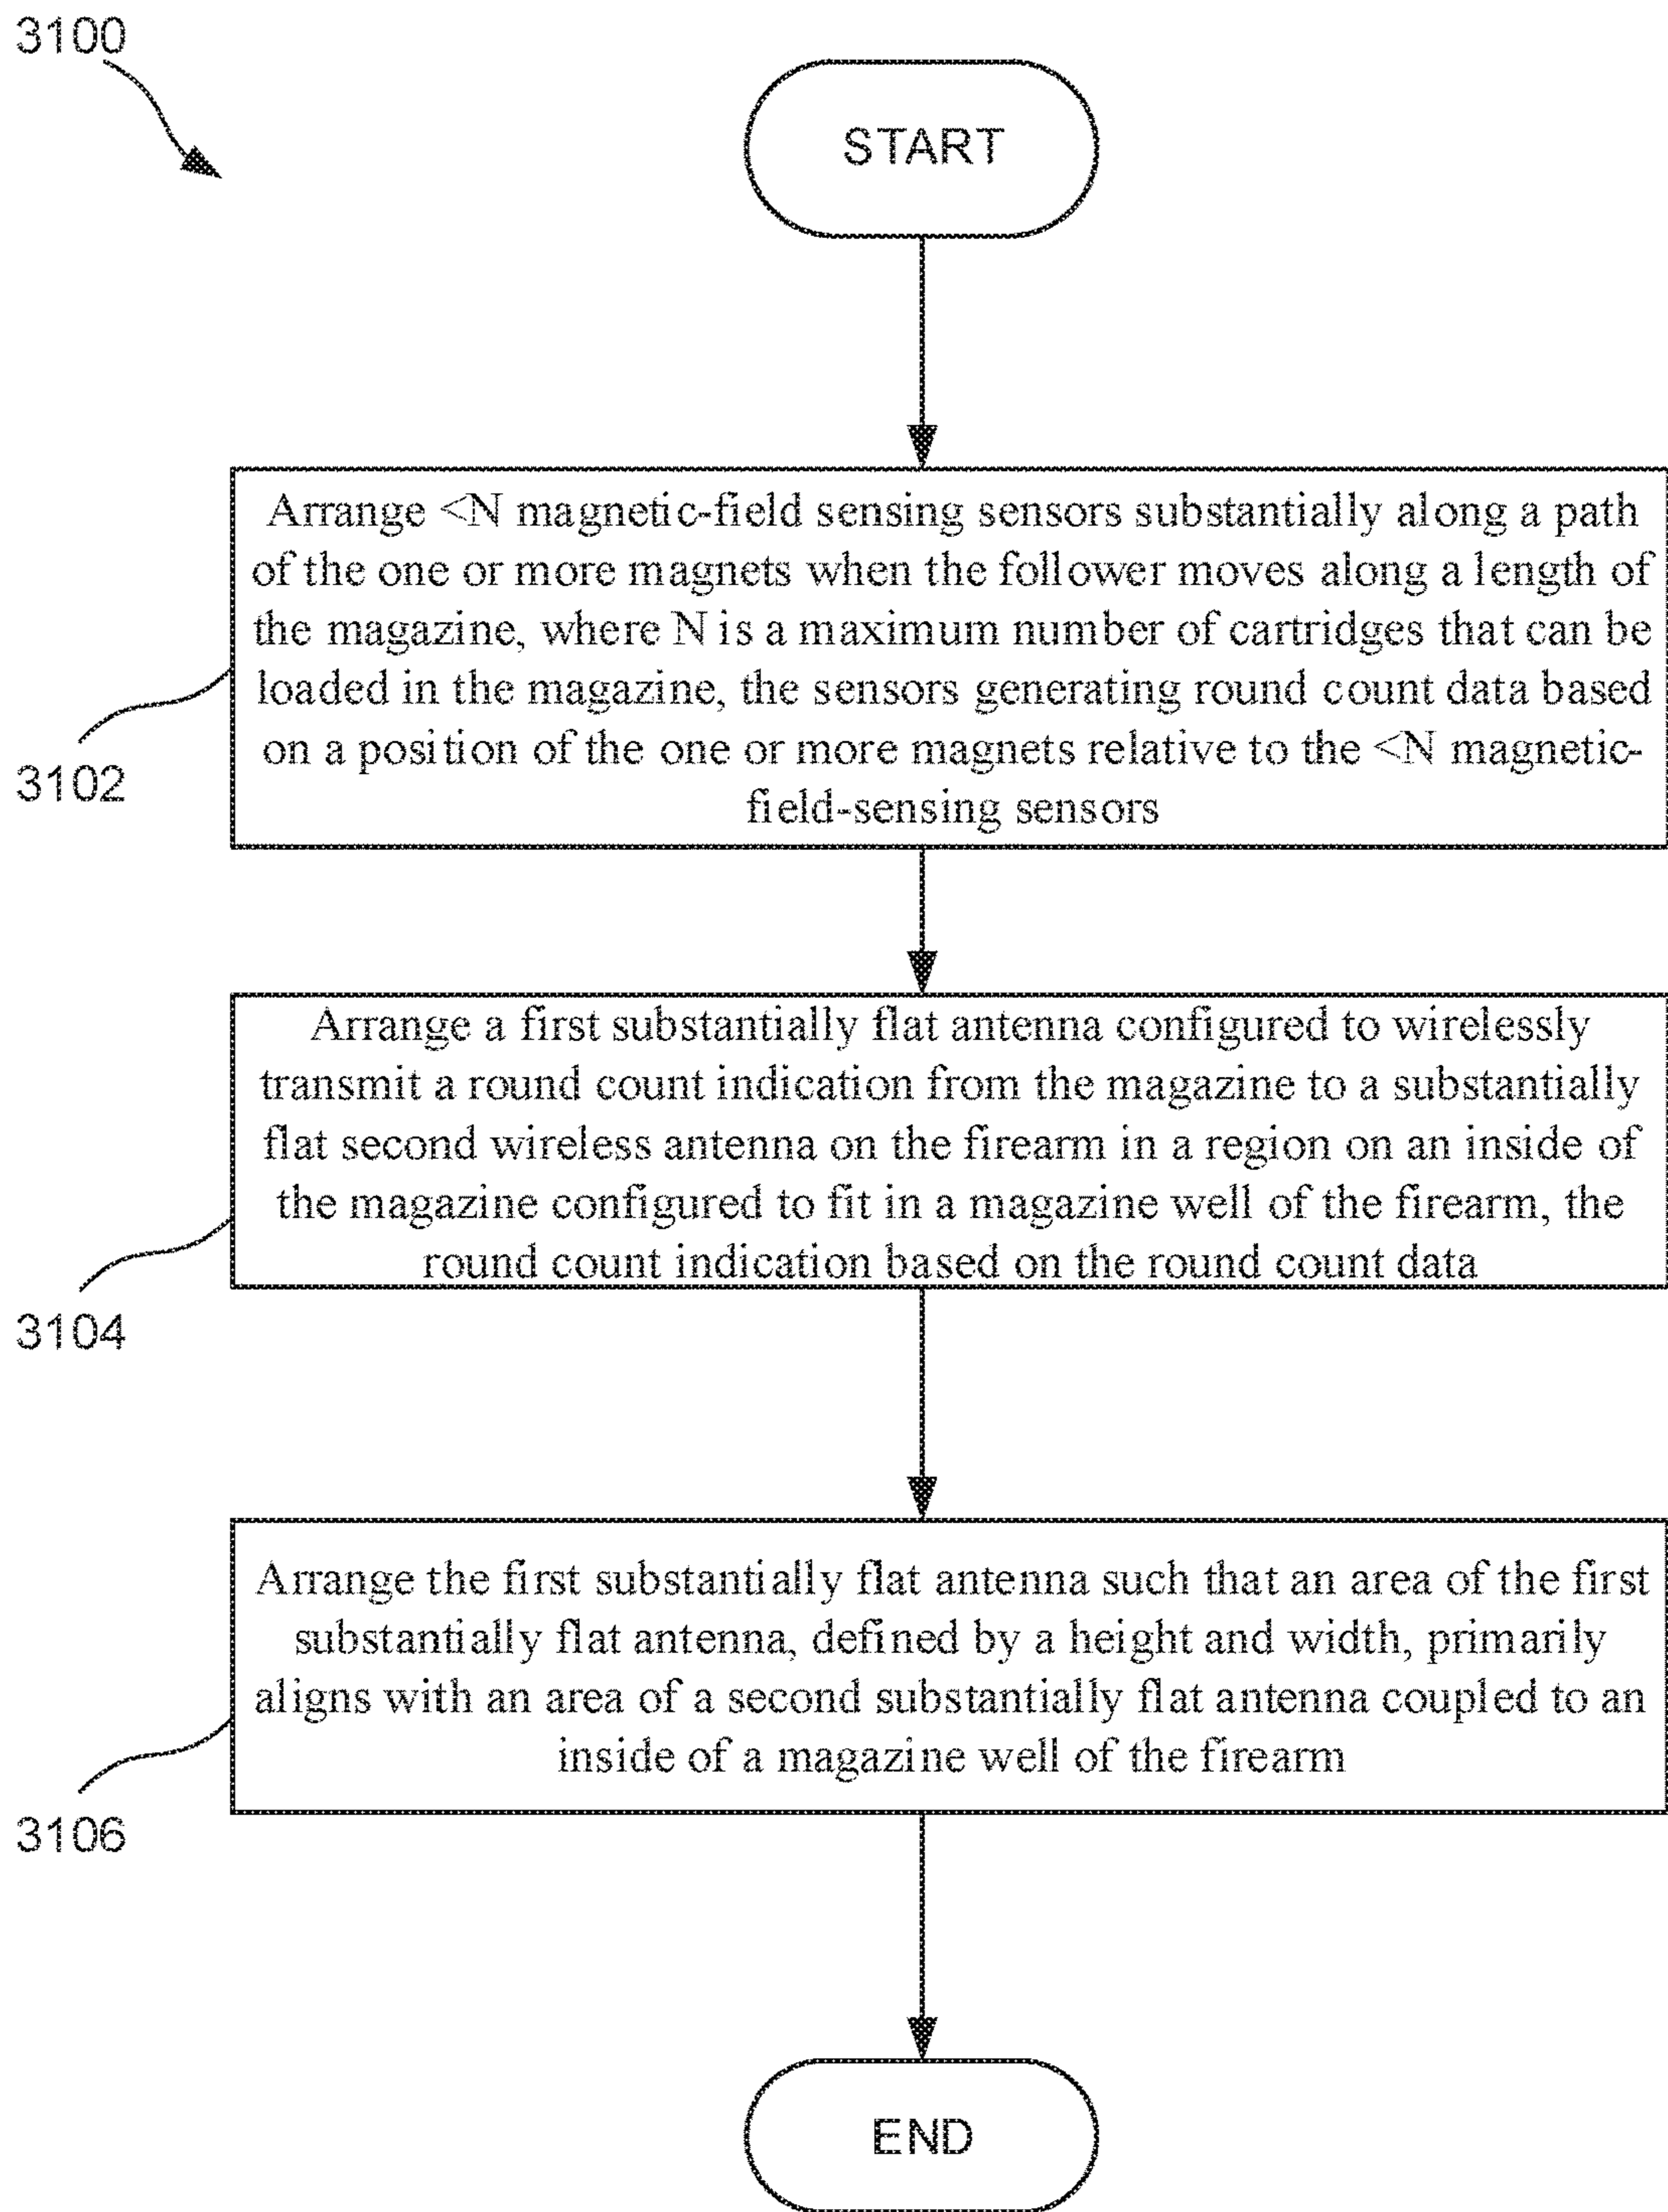 3100
START
Arrange <N magnetic-field sensing sensors substantially along a path
of the one or more magnets when the follower moves along a length of
the magazine, where N is a maximum number of cartridges that can be
loaded in the magazine, the sensors generating round count data based
on a position of the one or more magnets relative to the <N magnetic-
field-sensing sensors
3102
Arrange a first substantially flat antenna configured to wirelessly
transmit a round count indication from the magazine to a substantially
flat second wireless antenna on the firearm in a region on an inside of
the magazine configured to fit in a magazine well of the firearm, the
round count indication based on the round count data
3104
Arrange the first substantially flat antenna such that an area of the first
substantially flat antenna, defined by a height and width, primarily
aligns with an area of a second substantially flat antenna coupled to an
inside of a magazine well of the firearm
3106
END